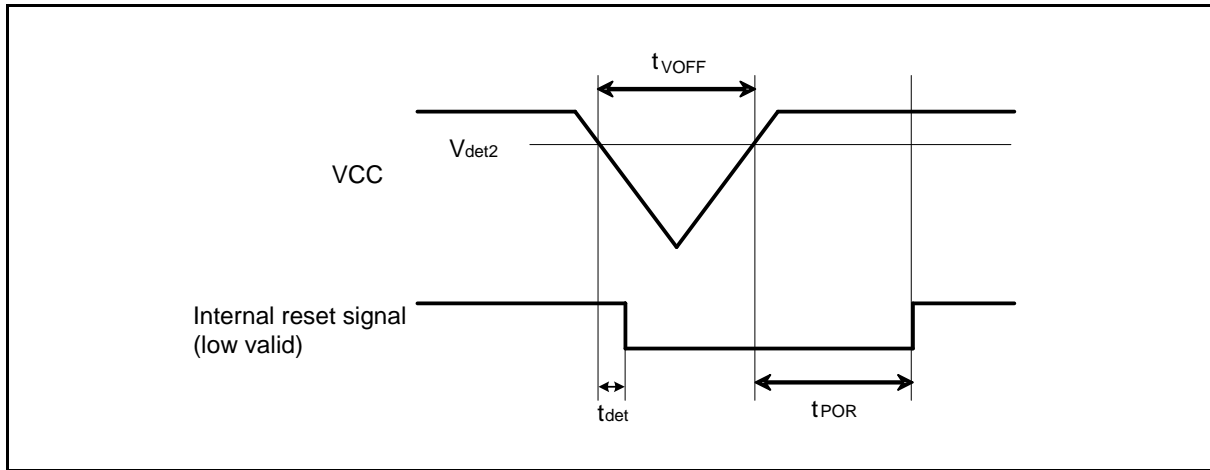 tVOFF
Vdet2
VCC
Internal reset signal
(low valid)
tdet
tPOR